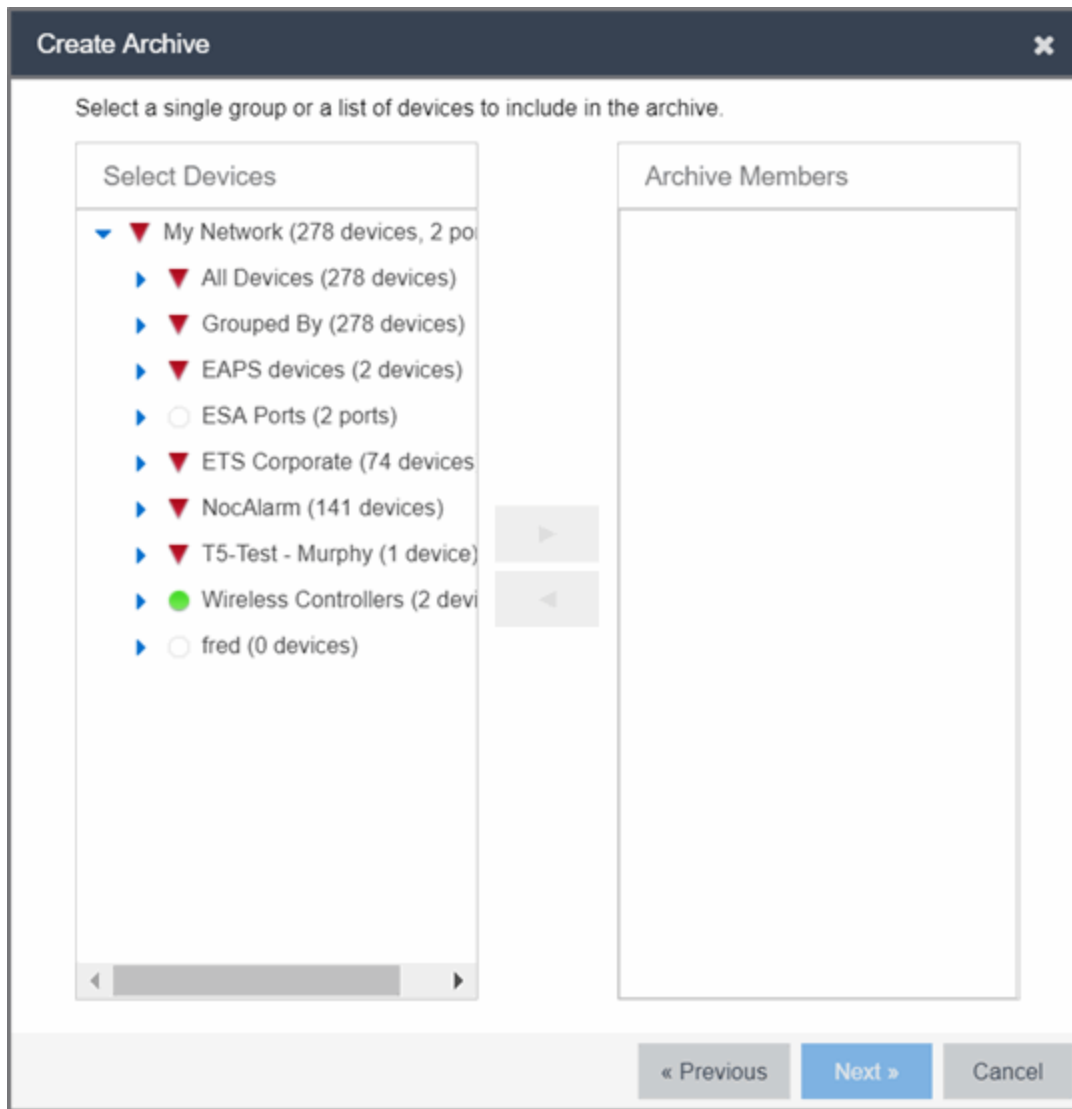 Create Archive
Select a single group or a list of devices to include in the archive.
Select Devices
Archive Members
My Network (278 devices, 2 por
All Devices (278 devices)
Grouped By (278 devices)
EAPS devices (2 devices)
ESA Ports (2 ports)
ETS Corporate (74 devices
NocAlarm (141 devices)
T5-Test - Murphy (1 device)
Wireless Controllers (2 devi
fred (0 devices)
« Previous
Next »
Cancel